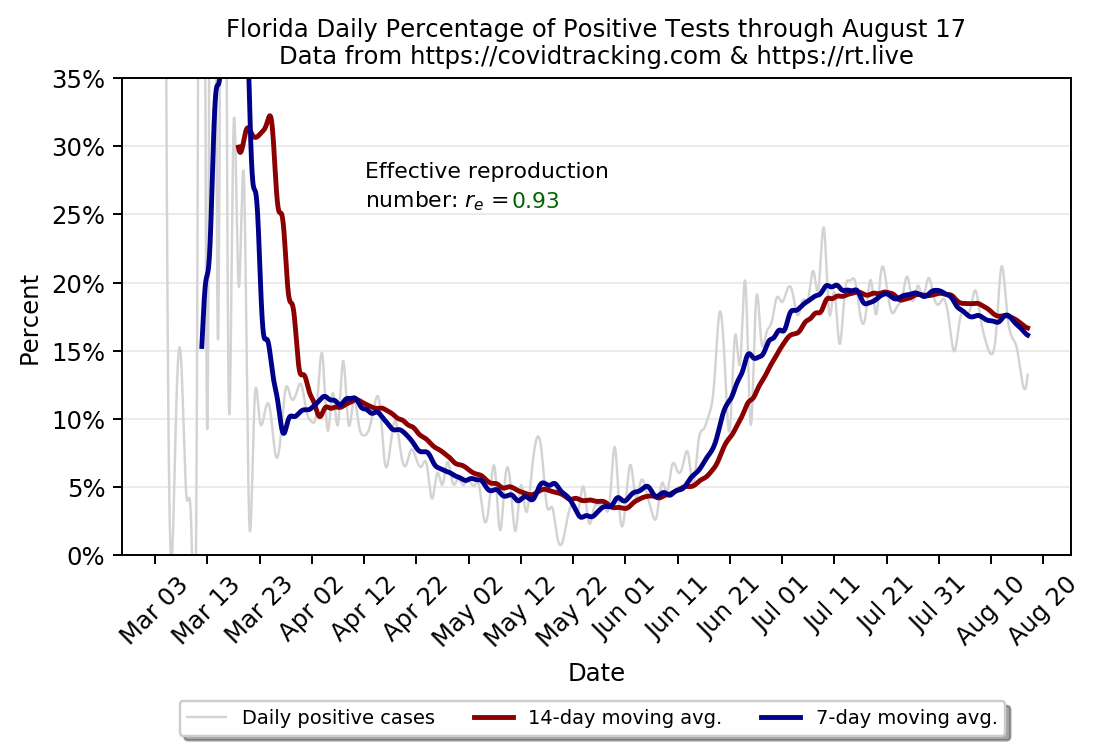 Florida Daily Percentage of Positive Tests through August 17
Data from https://covidtracking.com & https://rt.live
35%
30%
25%
20%
15%
10%
5%
0%
Percent
Effective reproduction
number: rₑ = 0.93
Mar 03
Mar 13
Mar 23
Apr 02
Apr 12
Apr 22
May 02
May 12
May 22
Jun 01
Jun 11
Jun 21
Jul 01
Jul 11
Jul 21
Jul 31
Aug 10
Aug 20
Date
Daily positive cases
14-day moving avg.
7-day moving avg.